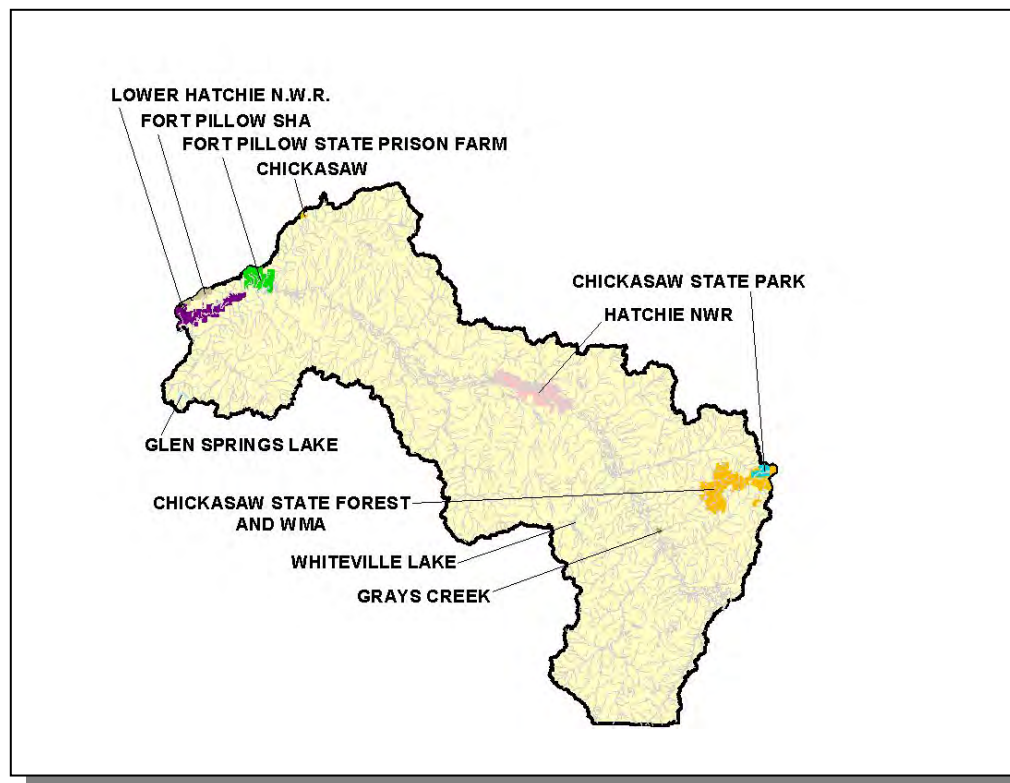 LOWER HATCHIE N.W.R.
FORT PILLOW SHA
FORT PILLOW STATE PRISON FARM
CHICKASAW
CHICKASAW STATE PARK
HATCHIE NWR
GLEN SPRINGS LAKE
CHICKASAW STATE FOREST
AND WMA
WHITEVILLE LAKE
GRAYS CREEK